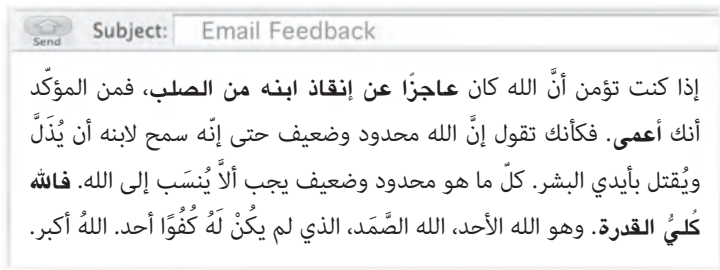 Send Subject: Email Feedback
إذا كنت تؤمن أنَّ الله كان عاجزًا عن إنقاذ ابنه من الصلب، فمن المؤكّد
أنك أعمى. فكأنك تقول إنَّ الله محدود وضعيف حتى إنّه سمح لابنه أن يُذَلَّ
ويُقتل بأيدي البشر. كلّ ما هو محدود وضعيف يجب ألاَّ يُنسَب إلى الله. فالله
كُليُّ القدرة. وهو الله الأحد، الله الصَّمَد، الذي لم يكُنْ لَهُ كُفُوًا أحد. اللهُ أكبر.